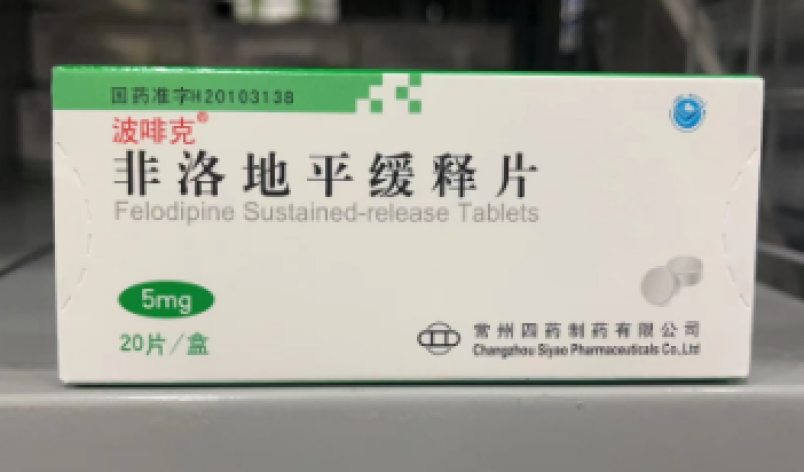 国药准字H20103138
波啡克®
非洛地平缓释片
Felodipine Sustained-release Tablets
5mg
20片/盒
常州四药制药有限公司
Changzhou Siyao Pharmaceuticals Co.,Ltd